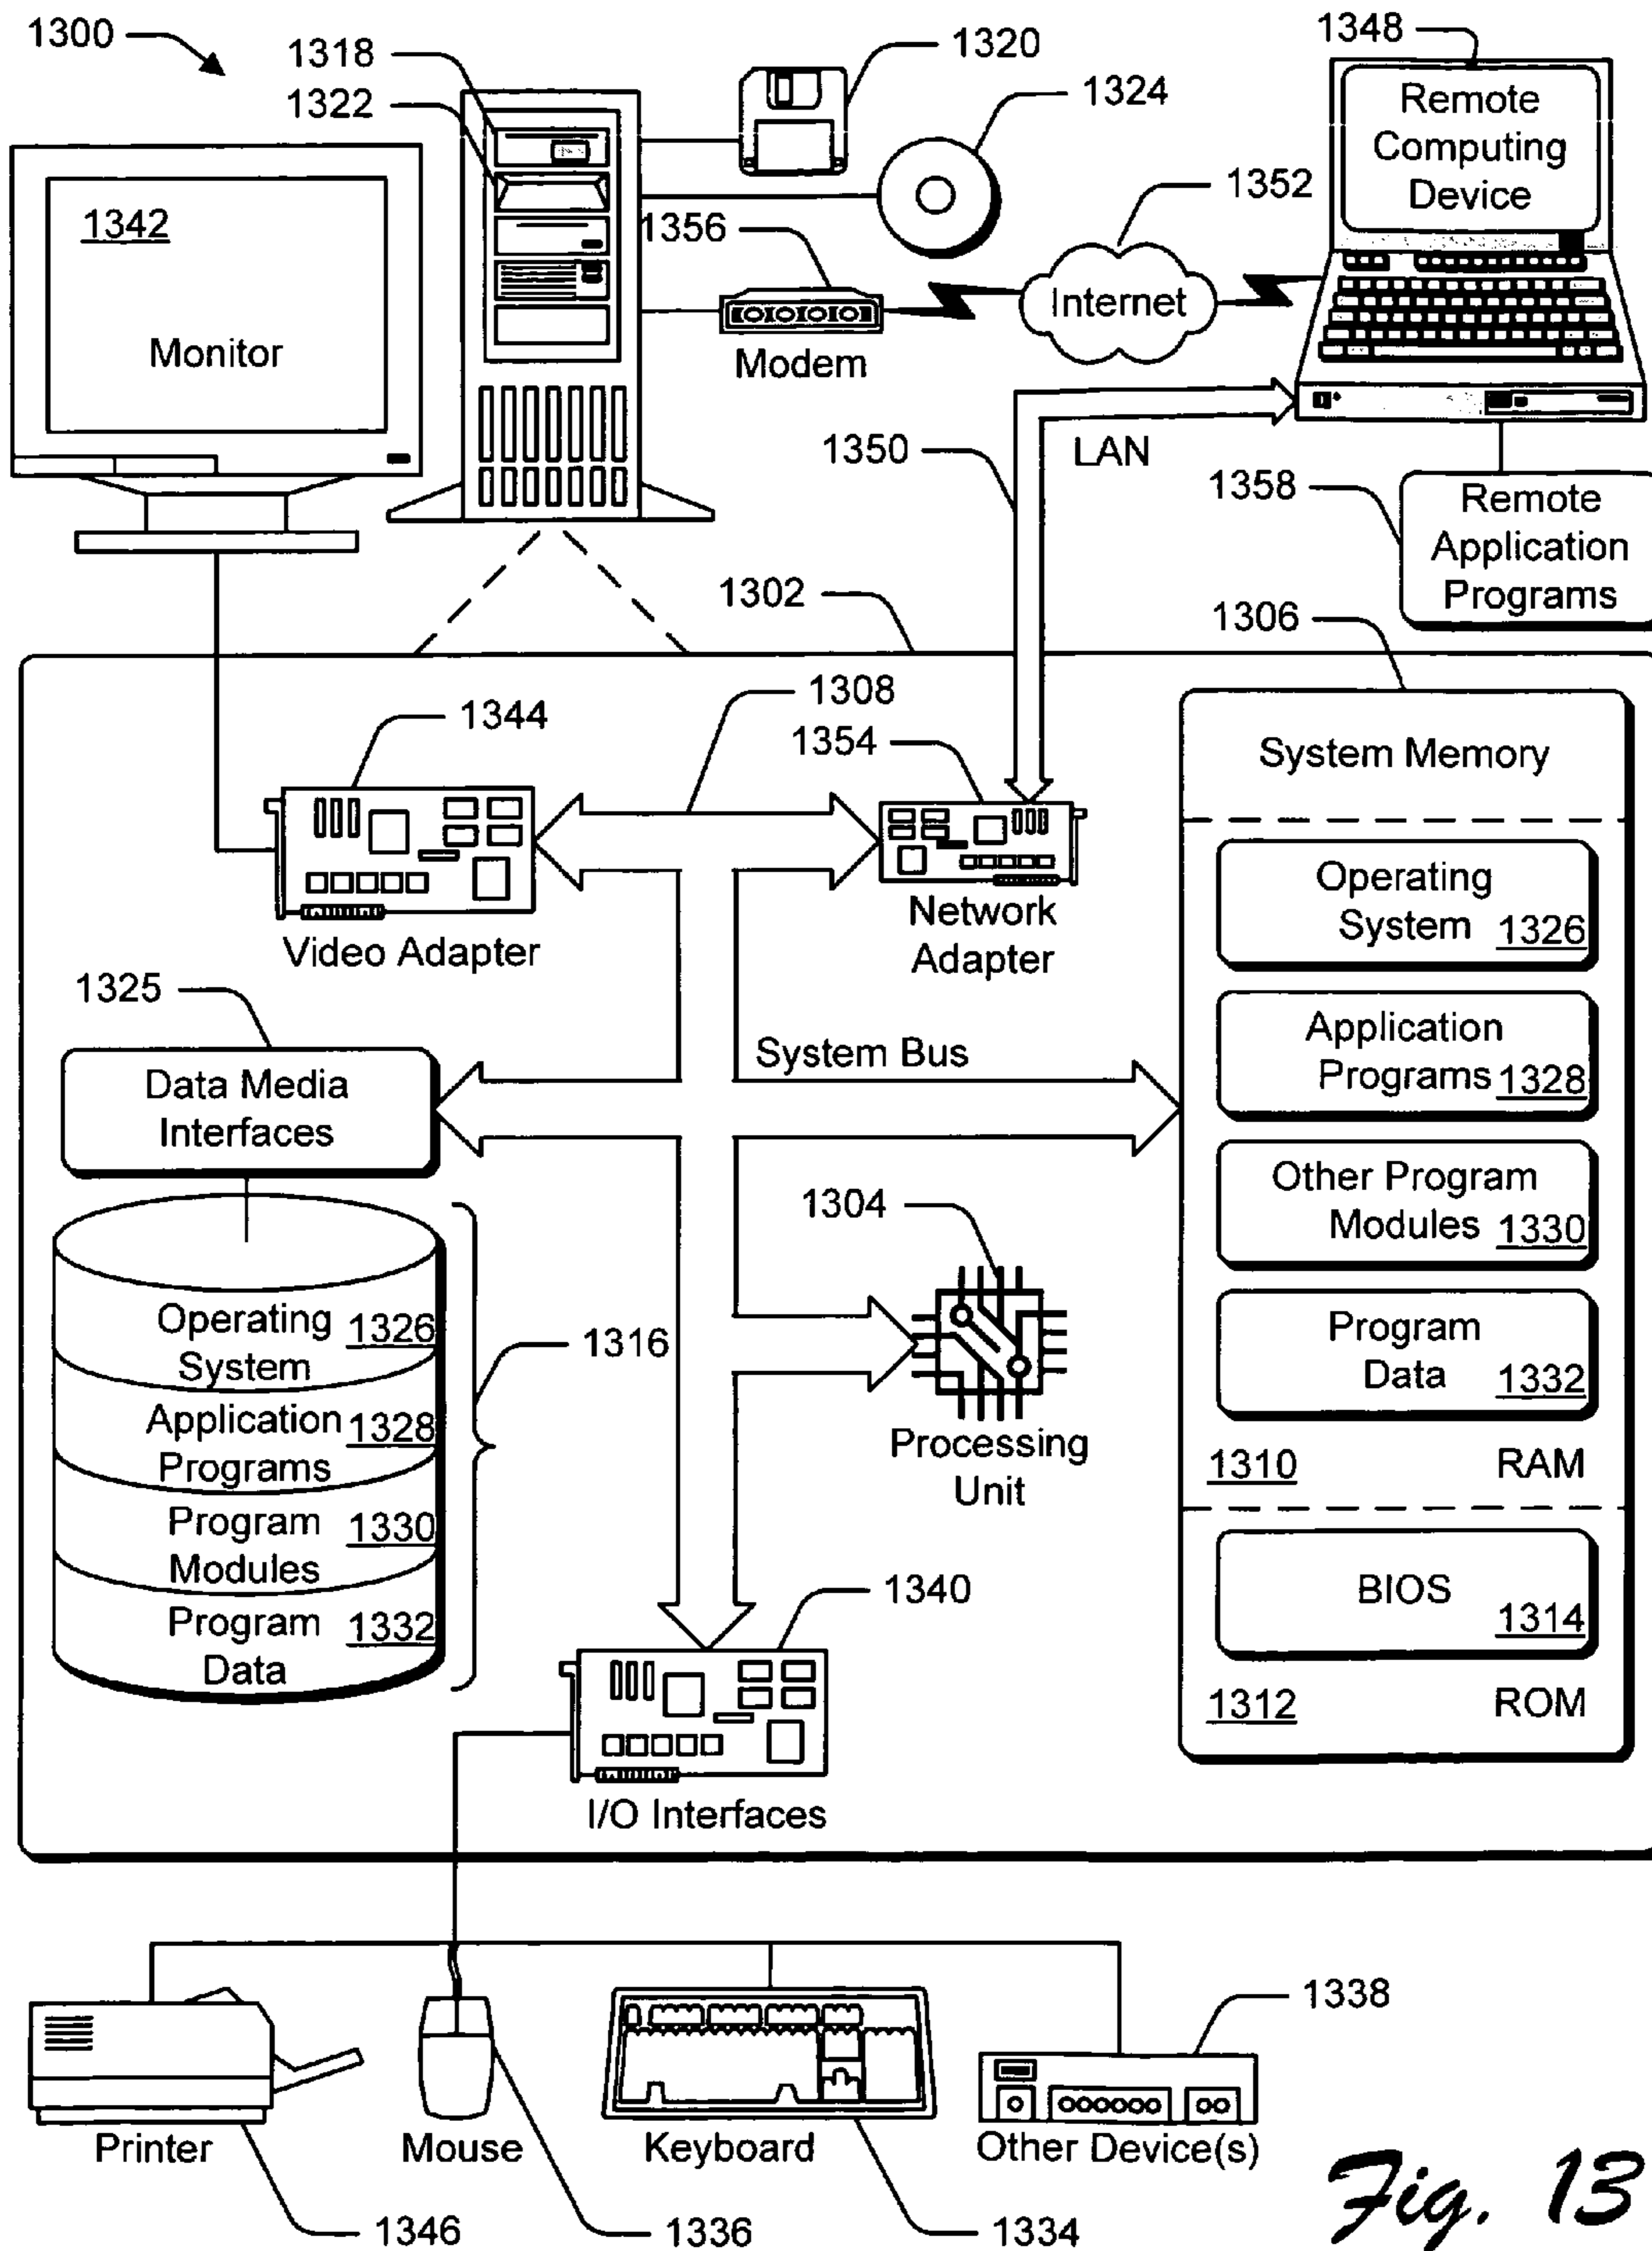 1300
1318
1322
1320
1324
1348
Remote
Computing
Device
1342
Monitor
1356
Modem
1352
Internet
1350
LAN
1358
Remote
Application
Programs
1302
1306
1308
1344
1354
Video Adapter
Network
Adapter
System Memory
Operating
System 1326
Application
Programs 1328
Other Program
Modules 1330
Program
Data 1332
1310 RAM
BIOS
1314
1312 ROM
1325
Data Media
Interfaces
System Bus
Operating 1326
System
Application 1328
Programs
Program 1330
Modules
Program 1332
Data
1316
1304
Processing
Unit
1340
I/O Interfaces
1338
Printer
Mouse
Keyboard
Other Device(s)
1346
1336
1334
Fig. 13